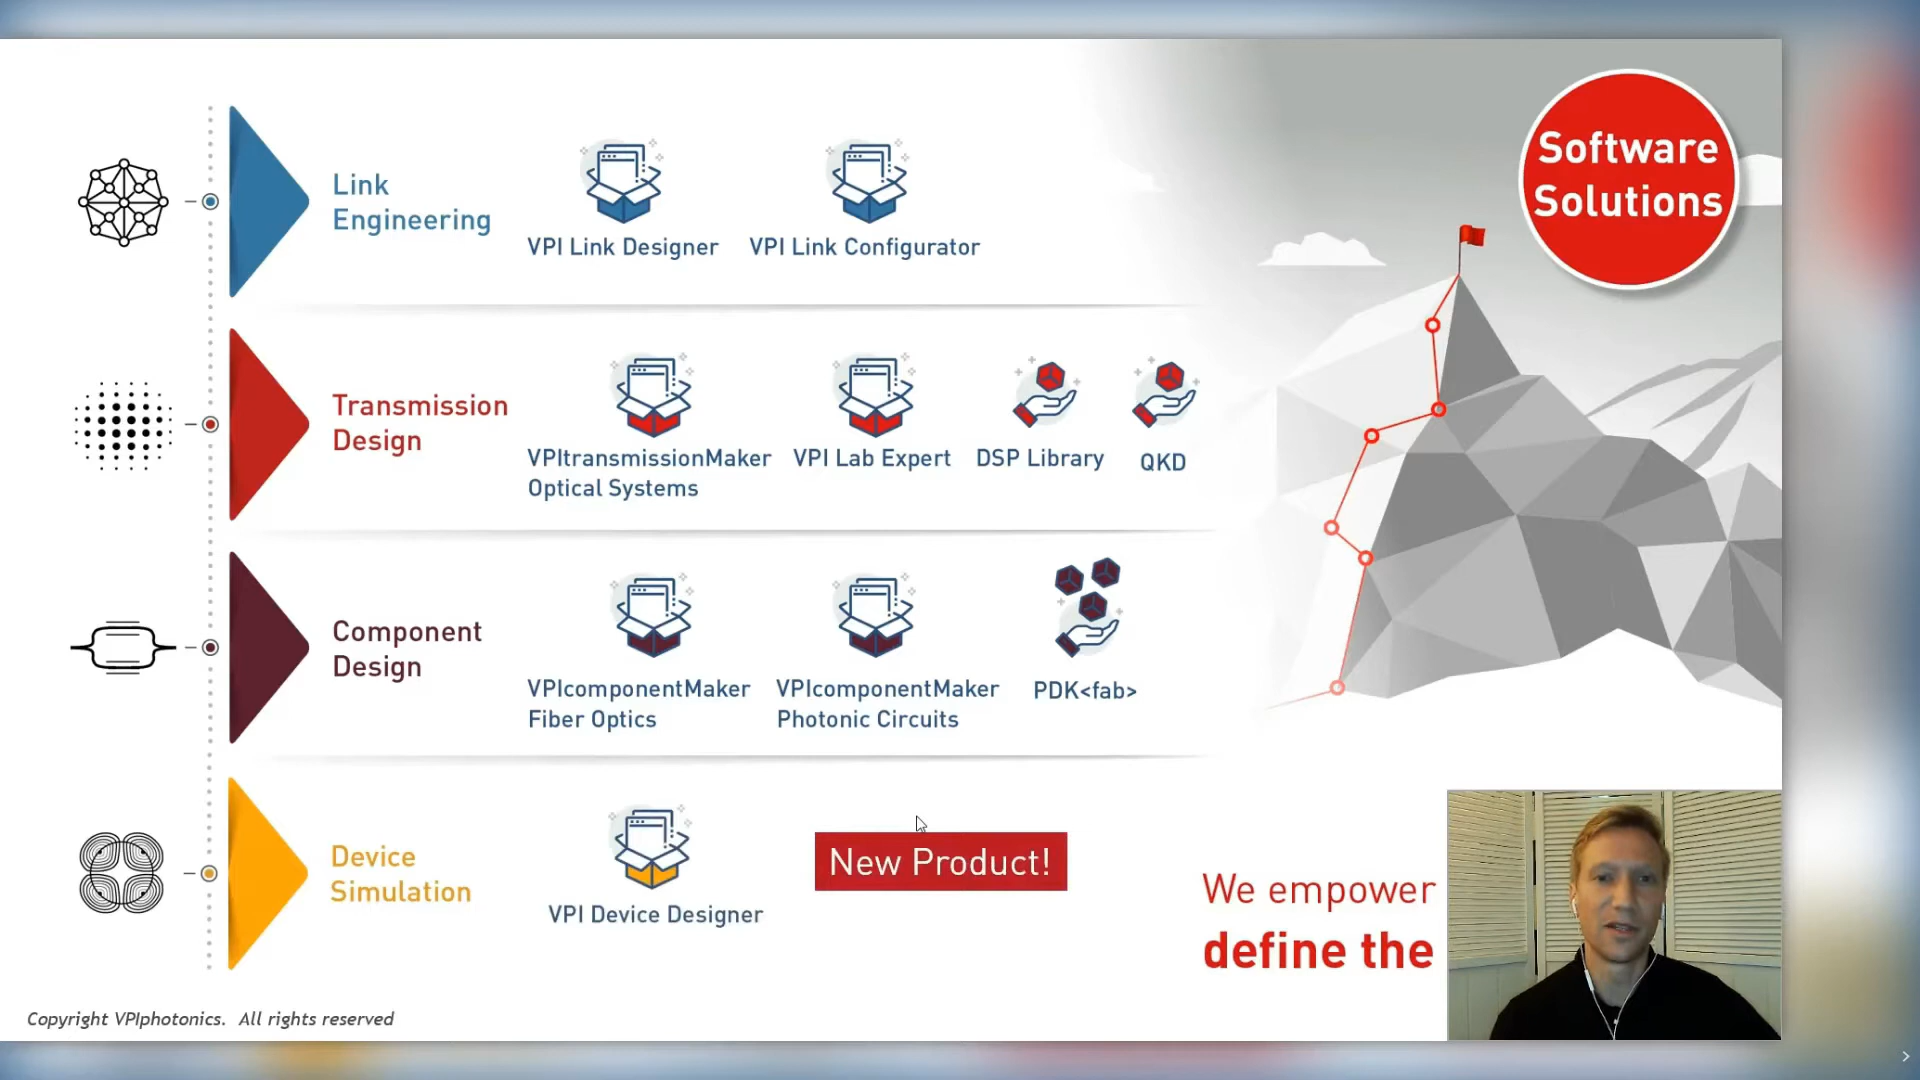 Software
Solutions
Link
Engineering
VPI Link Designer
VPI Link Configurator
Transmission
Design
VPItransmissionMaker
Optical Systems
VPI Lab Expert
DSP Library
QKD
Component
Design
VPIcomponentMaker
Fiber Optics
VPIcomponentMaker
Photonic Circuits
PDK<fab>
Device
Simulation
VPI Device Designer
New Product!
We empower
define the
Copyright VPIphotonics. All rights reserved